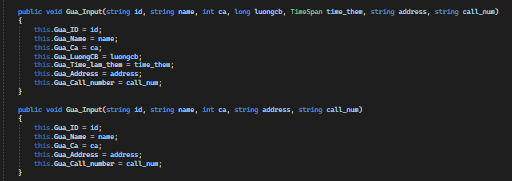 public void Gua_Input(string id, string name, int ca, long luongcb, TimeSpan time_them, string address, string call_num)
{
this.Gua_ID = id;
this.Gua_Name = name;
this.Gua_Ca = ca;
this.Gua_LuongCB = luongcb;
this.Gua_Time_lam_them = time_them;
this.Gua_Address = address;
this.Gua_Call_number = call_num;
}
public void Gua_Input(string id, string name, int ca, string address, string call_num)
{
this.Gua_ID = id;
this.Gua_Name = name;
this.Gua_Ca = ca;
this.Gua_Address = address;
this.Gua_Call_number = call_num;
}